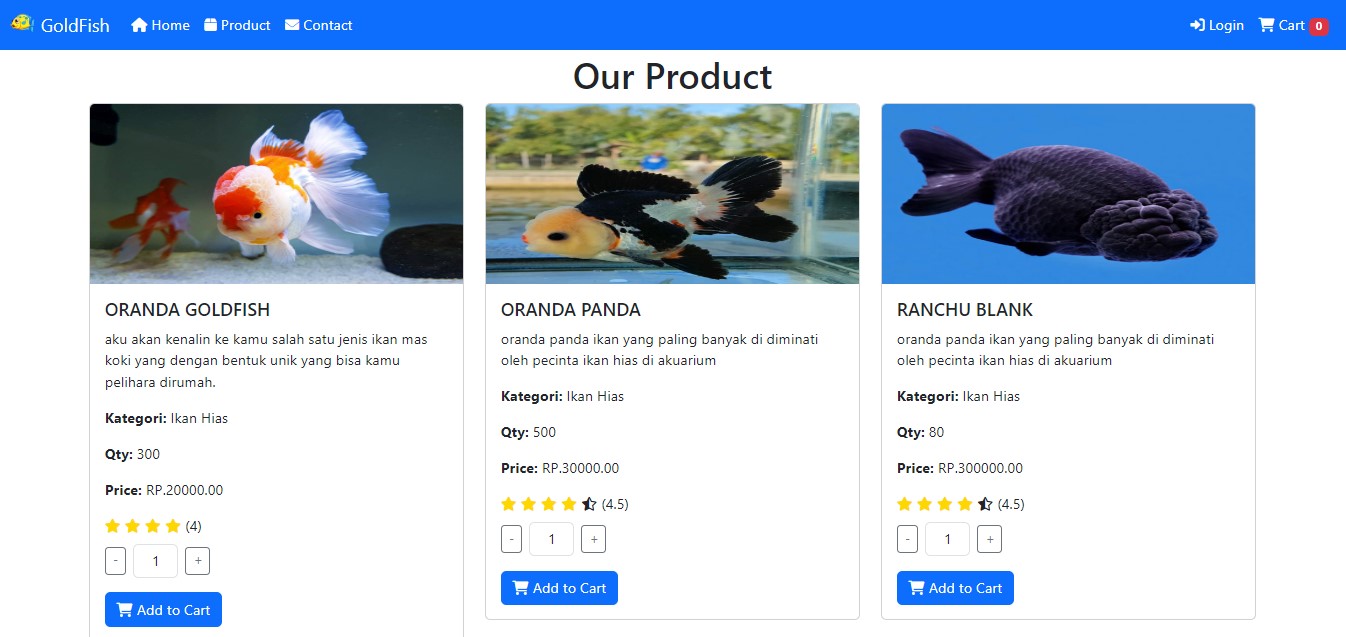 GoldFish Home Product Contact Login Cart 0
Our Product
ORANDA GOLDFISH
aku akan kenalin ke kamu salah satu jenis ikan mas
koki yang dengan bentuk unik yang bisa kamu
pelihara dirumah.
Kategori: Ikan Hias
Qty: 300
Price: RP.20000.00
(4)
- 1 +
Add to Cart
ORANDA PANDA
oranda panda ikan yang paling banyak di diminati
oleh pecinta ikan hias di akuarium
Kategori: Ikan Hias
Qty: 500
Price: RP.30000.00
(4.5)
- 1 +
Add to Cart
RANCHU BLANK
oranda panda ikan yang paling banyak di diminati
oleh pecinta ikan hias di akuarium
Kategori: Ikan Hias
Qty: 80
Price: RP.300000.00
(4.5)
- 1 +
Add to Cart